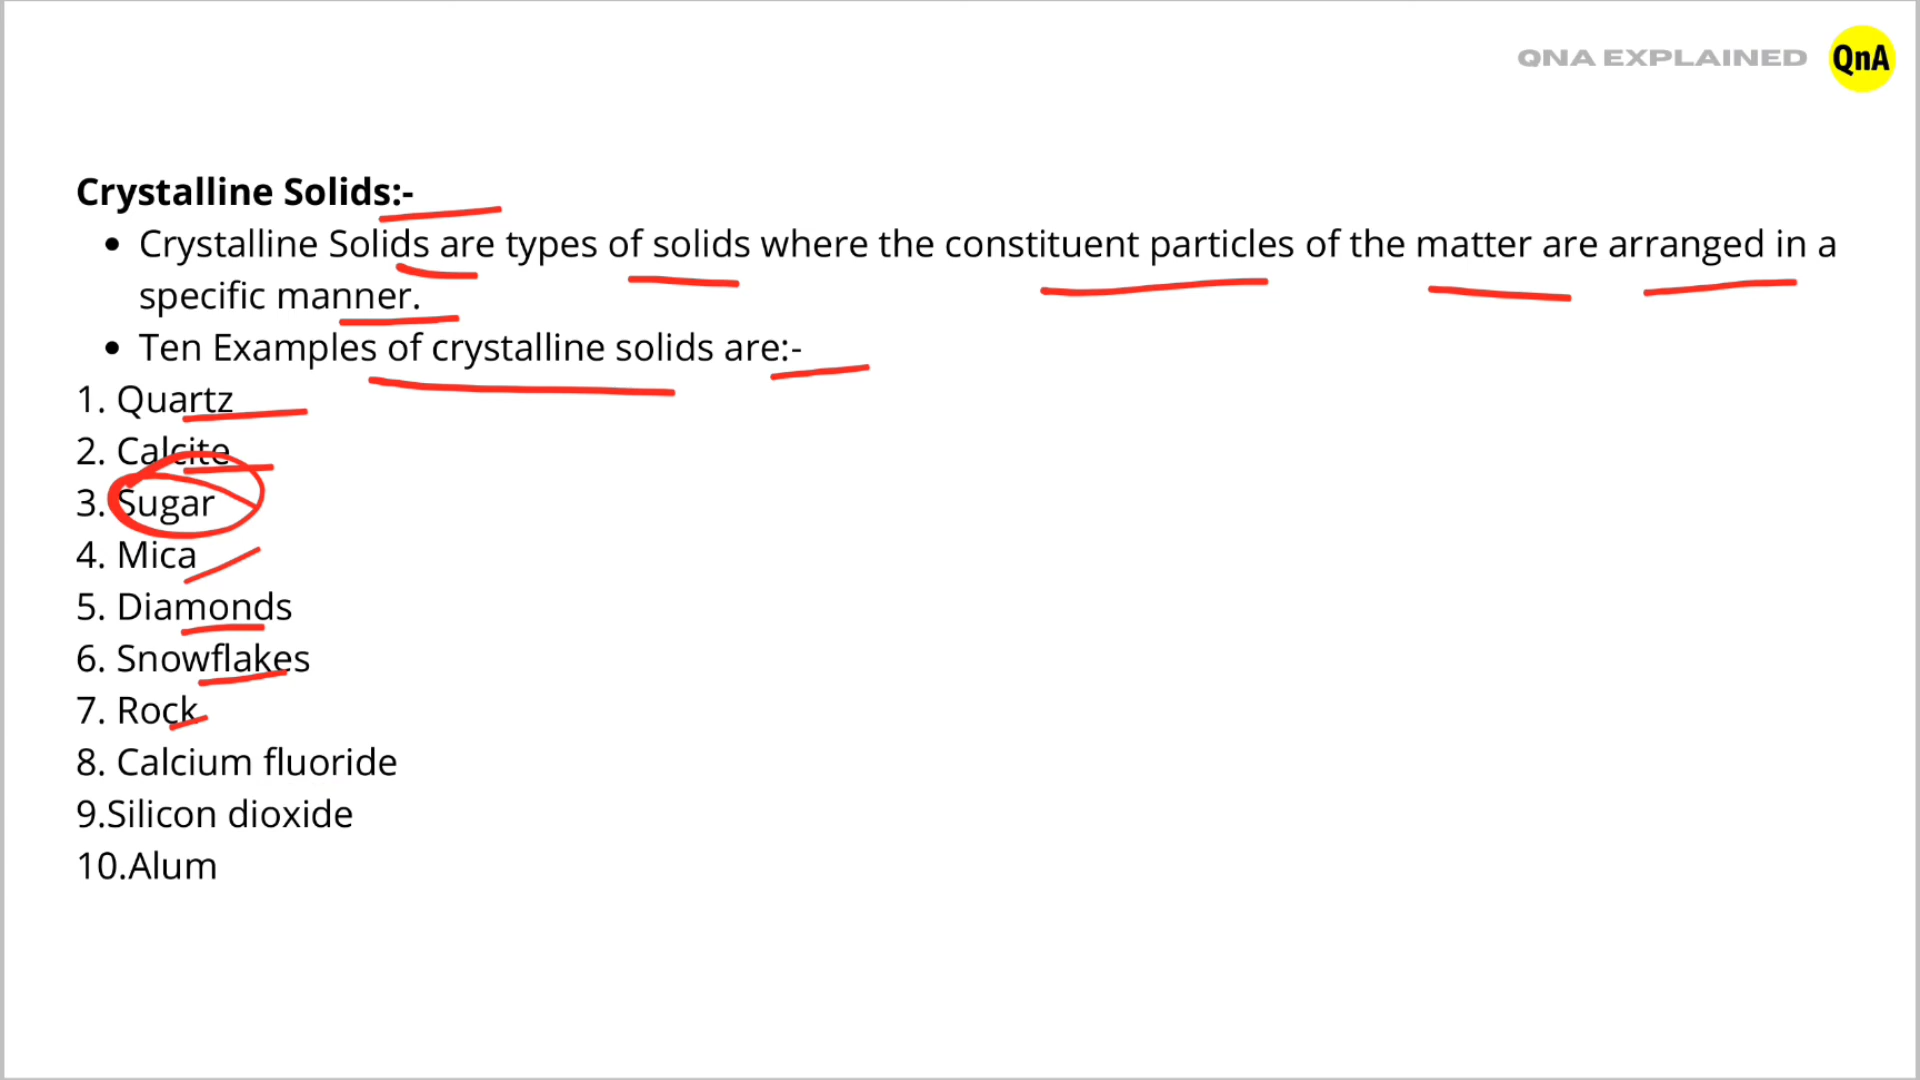 QNA EXPLAINED QnA
Crystalline Solids:-
• Crystalline Solids are types of solids where the constituent particles of the matter are arranged in a
specific manner.
• Ten Examples of crystalline solids are:-
1. Quartz
2. Calcite
3. Sugar
4. Mica
5. Diamonds
6. Snowflakes
7. Rock
8. Calcium fluoride
9.Silicon dioxide
10.Alum